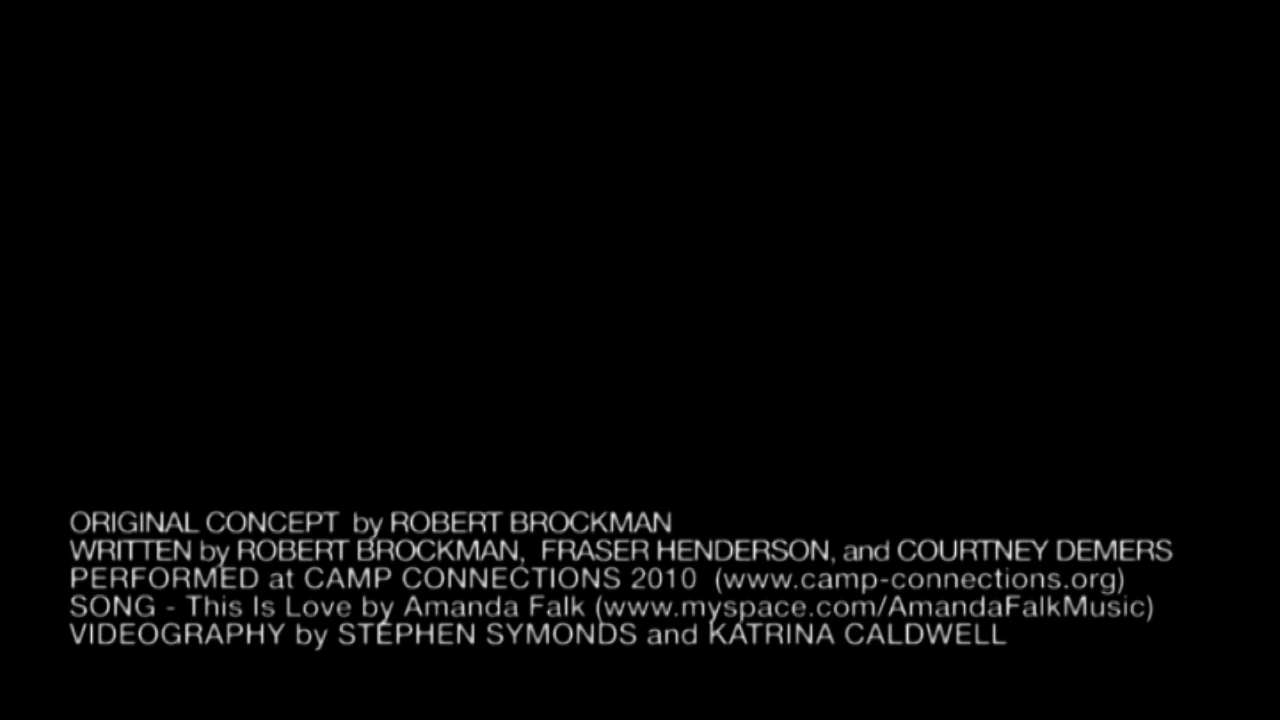 ORIGINAL CONCEPT by ROBERT BROCKMAN
WRITTEN by ROBERT BROCKMAN, FRASER HENDERSON, and COURTNEY DEMERS
PERFORMED at CAMP CONNECTIONS 2010 (www.camp-connections.org)
SONG - This Is Love by Amanda Falk (www.myspace.com/AmandaFalkMusic)
VIDEOGRAPHY by STEPHEN SYMONDS and KATRINA CALDWELL